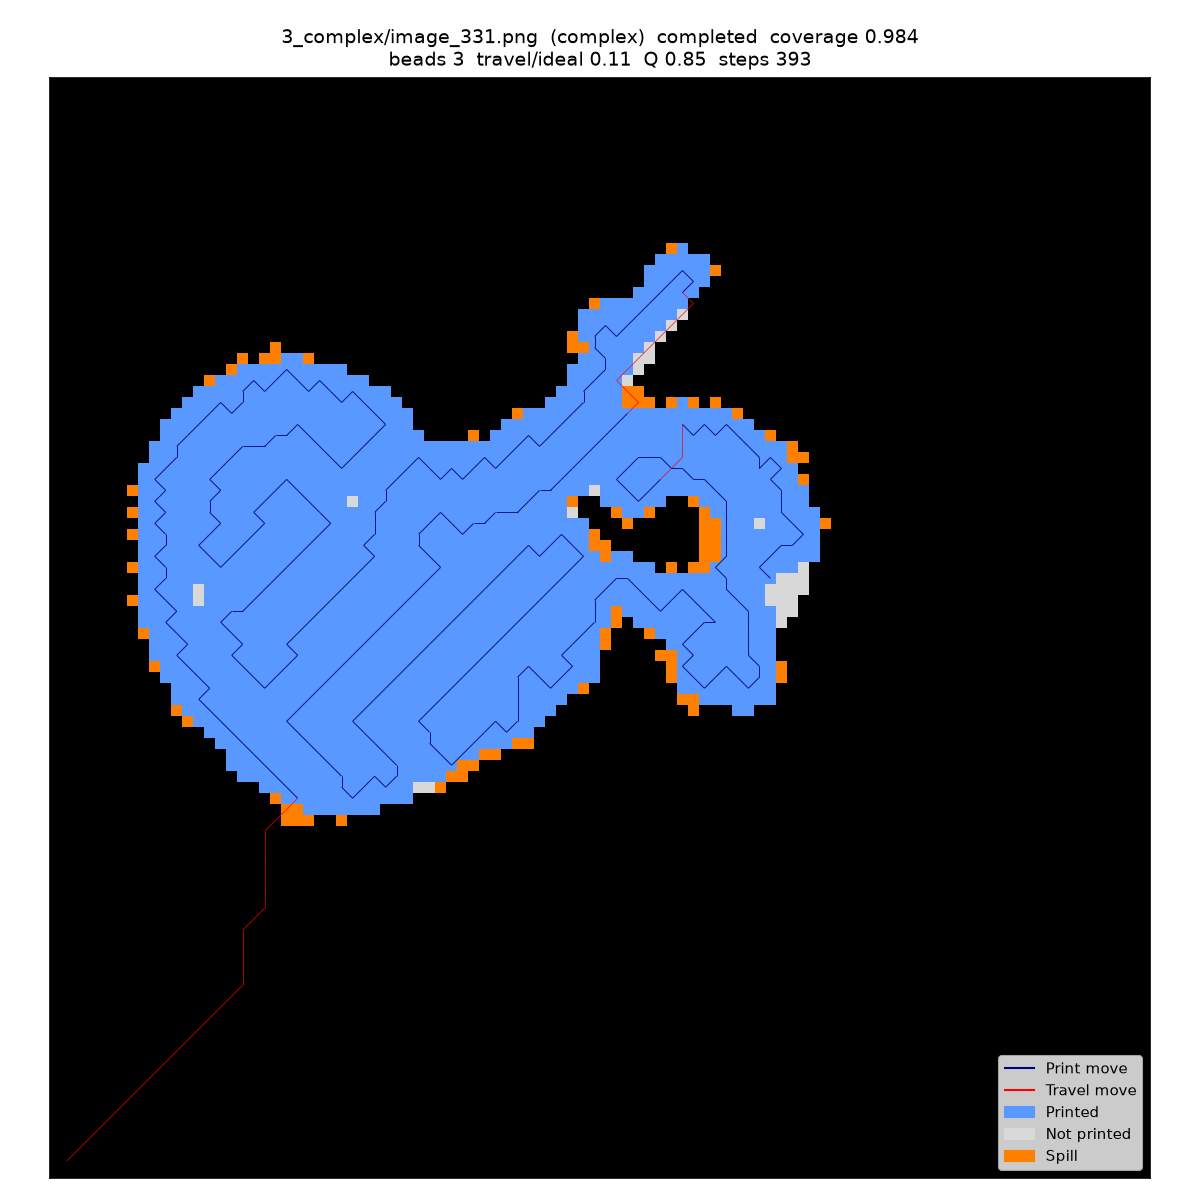 3_complex/image_331.png  (complex)  completed  coverage 0.984
beads 3  travel/ideal 0.11  Q 0.85  steps 393
Print move
Travel move
Printed
Not printed
Spill